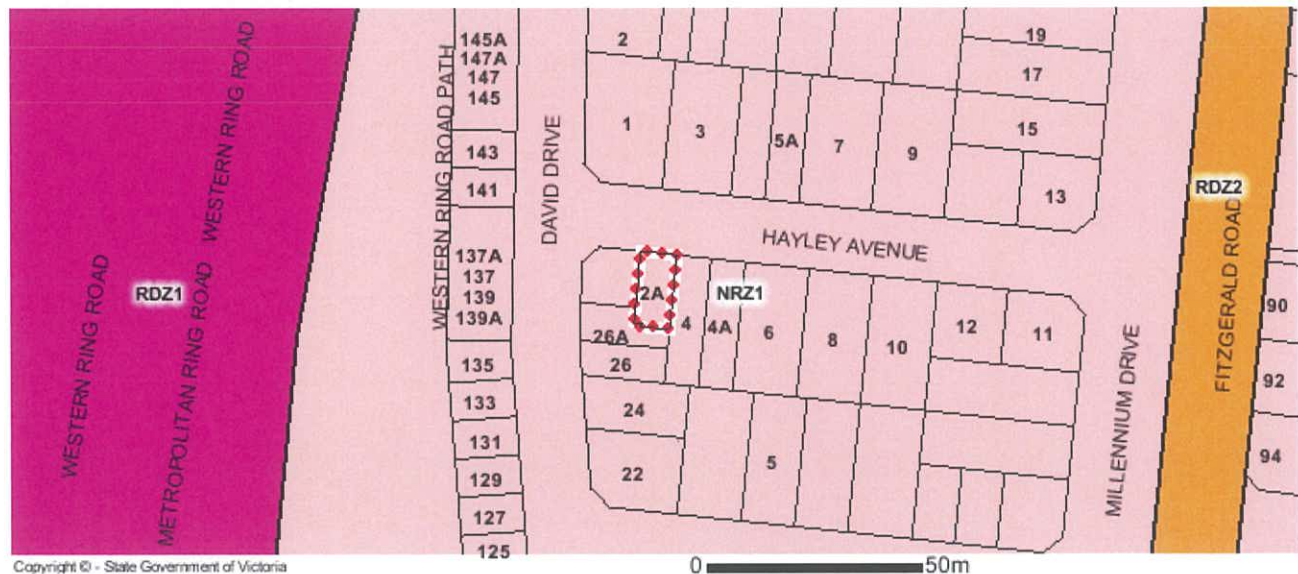 145A
147A
147
145
143
141
137A
137
139
139A
135
133
131
129
127
125
WESTERN RING ROAD PATH
DAVID DRIVE
WESTERN RING ROAD
METROPOLITAN RING ROAD
WESTERN RING ROAD
RDZ1
2
1
3
5A
7
9
19
17
15
13
HAYLEY AVENUE
2A
4
4A
NRZ1
6
8
10
12
11
26A
26
24
22
5
MILLENNIUM DRIVE
RDZ2
FITZGERALD ROAD
90
92
94
Copyright © - State Government of Victoria
0 50m